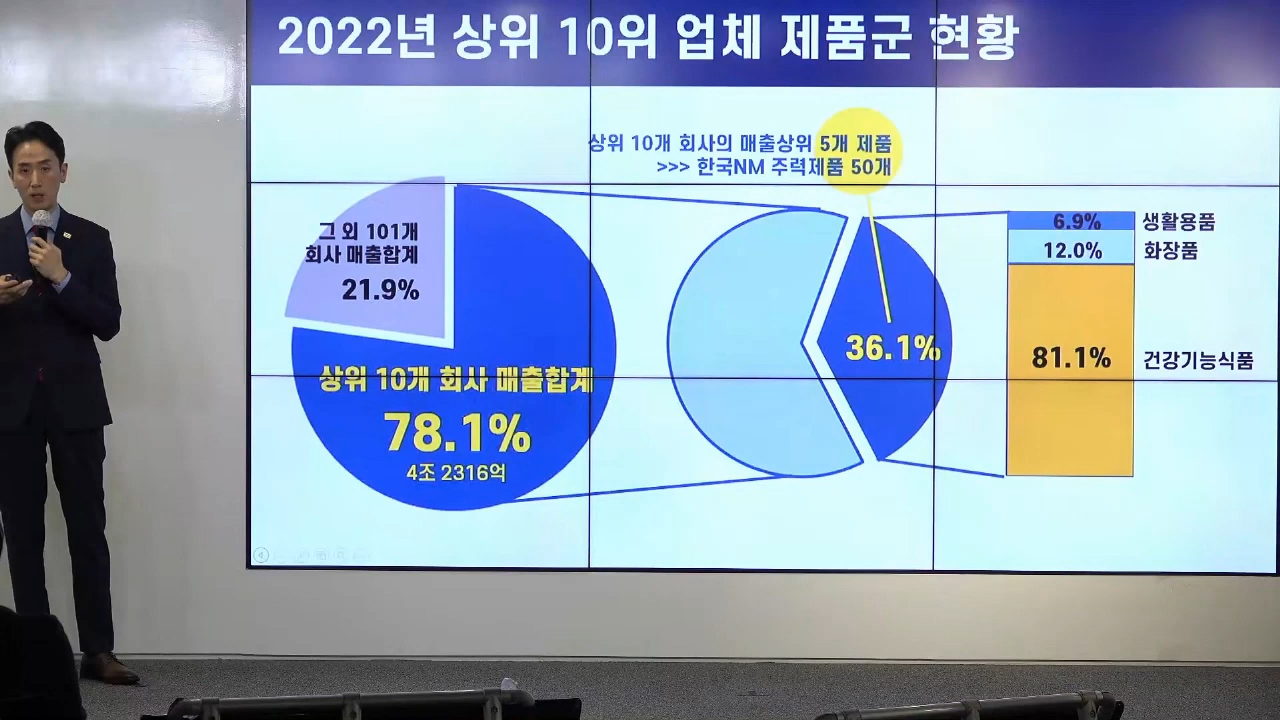 2022년 상위 10위 업체 제품군 현황
상위 10개 회사의 매출상위 5개 제품
>>> 한국NM 주력제품 50개
그 외 101개
회사 매출합계
21.9%
상위 10개 회사 매출합계
78.1%
4조 2316억
36.1%
6.9% 생활용품
12.0% 화장품
81.1% 건강기능식품